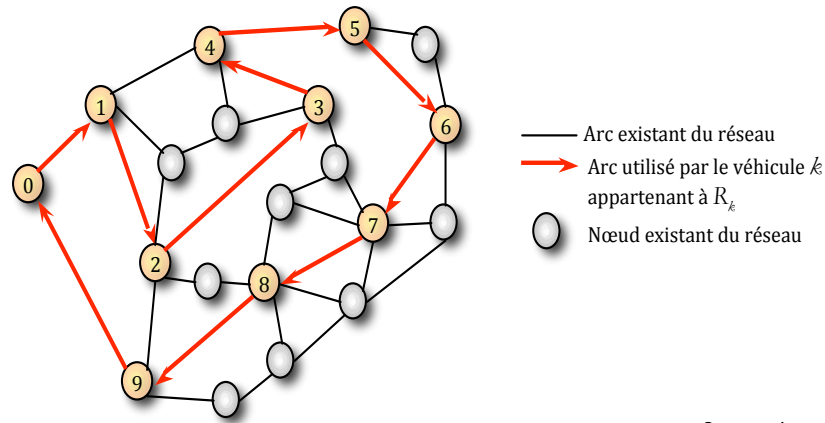 5
4
1
3
6
Arc existant du réseau
Arc utilisé par le véhicule k
appartenant à R_k
0
7
Nœud existant du réseau
2
8
9